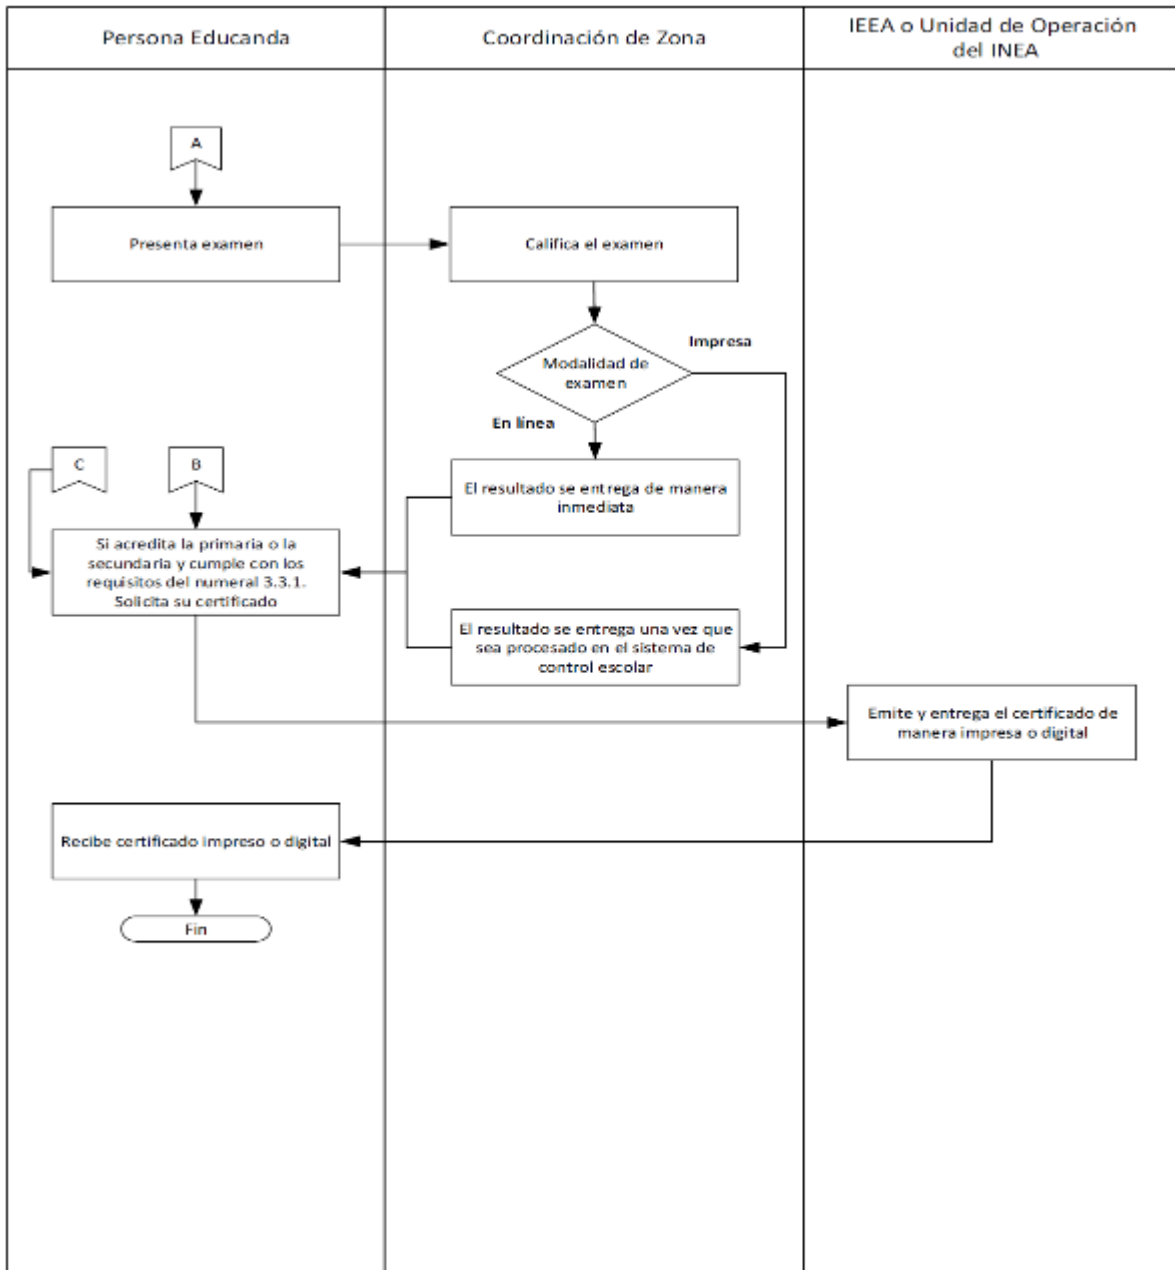 Persona Educanda
Coordinación de Zona
IEEA o Unidad de Operación
del INEA
A
Presenta examen
Califica el examen
Modalidad de
examen
Impresa
En línea
C
B
El resultado se entrega de manera
inmediata
Si acredita la primaria o la
secundaria y cumple con los
requisitos del numeral 3.3.1.
Solicita su certificado
El resultado se entrega una vez que
sea procesado en el sistema de
control escolar
Emite y entrega el certificado de
manera impresa o digital
Recibe certificado impreso o digital
Fin